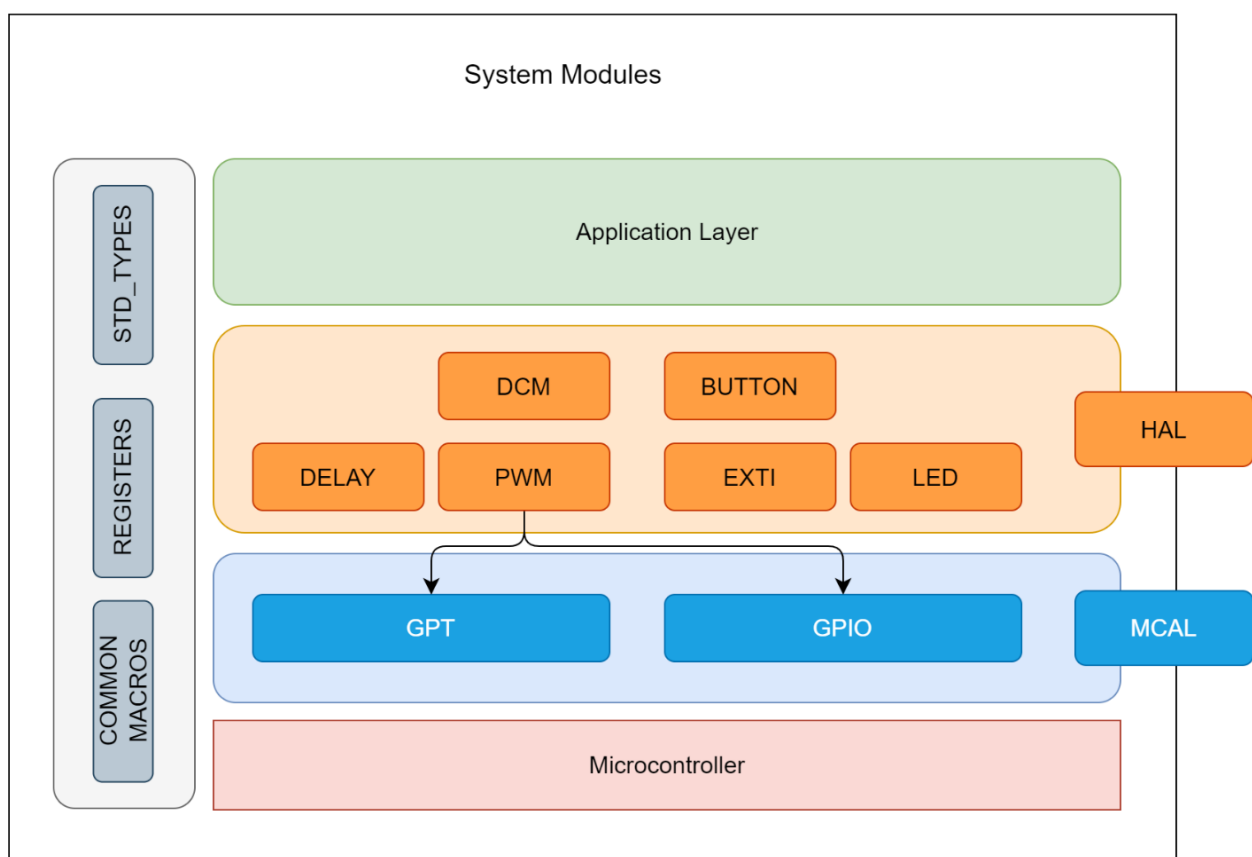 System Modules
STD_TYPES
REGISTERS
COMMON
MACROS
Application Layer
DCM
BUTTON
HAL
DELAY
PWM
EXTI
LED
GPT
GPIO
MCAL
Microcontroller